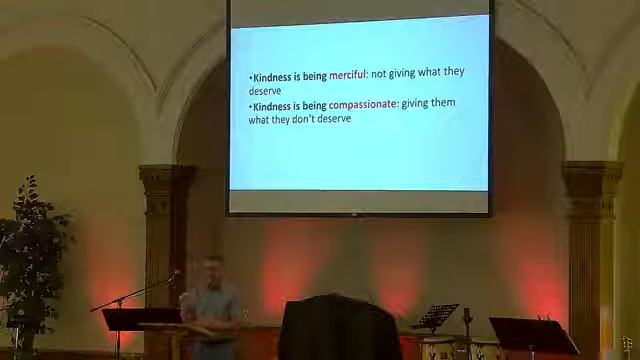 •Kindness is being merciful: not giving what they
deserve
•Kindness is being compassionate: giving them
what they don't deserve